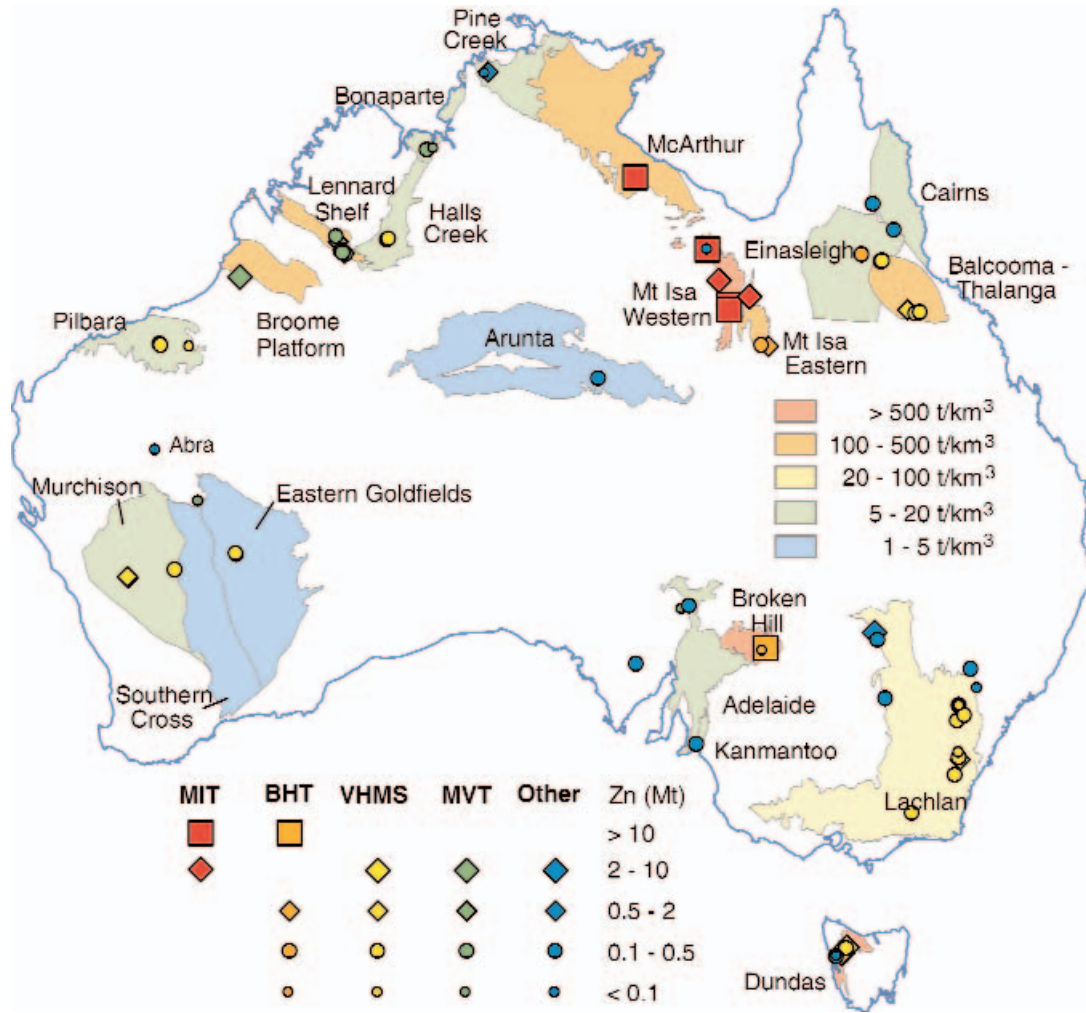 Pine
Creek
Bonaparte
McArthur
Lennard
Shelf
Halls
Creek
Cairns
Einasleigh
Balcooma -
Thalanga
Mt Isa
Western
Pilbara
Broome
Platform
Arunta
Mt Isa
Eastern
> 500 t/km³
100 - 500 t/km³
20 - 100 t/km³
5 - 20 t/km³
1 - 5 t/km³
Abra
Murchison
Eastern Goldfields
Broken
Hill
Southern
Cross
Adelaide
Kanmantoo
Lachlan
MIT BHT VHMS MVT Other Zn (Mt)
> 10
2 - 10
0.5 - 2
0.1 - 0.5
< 0.1
Dundas